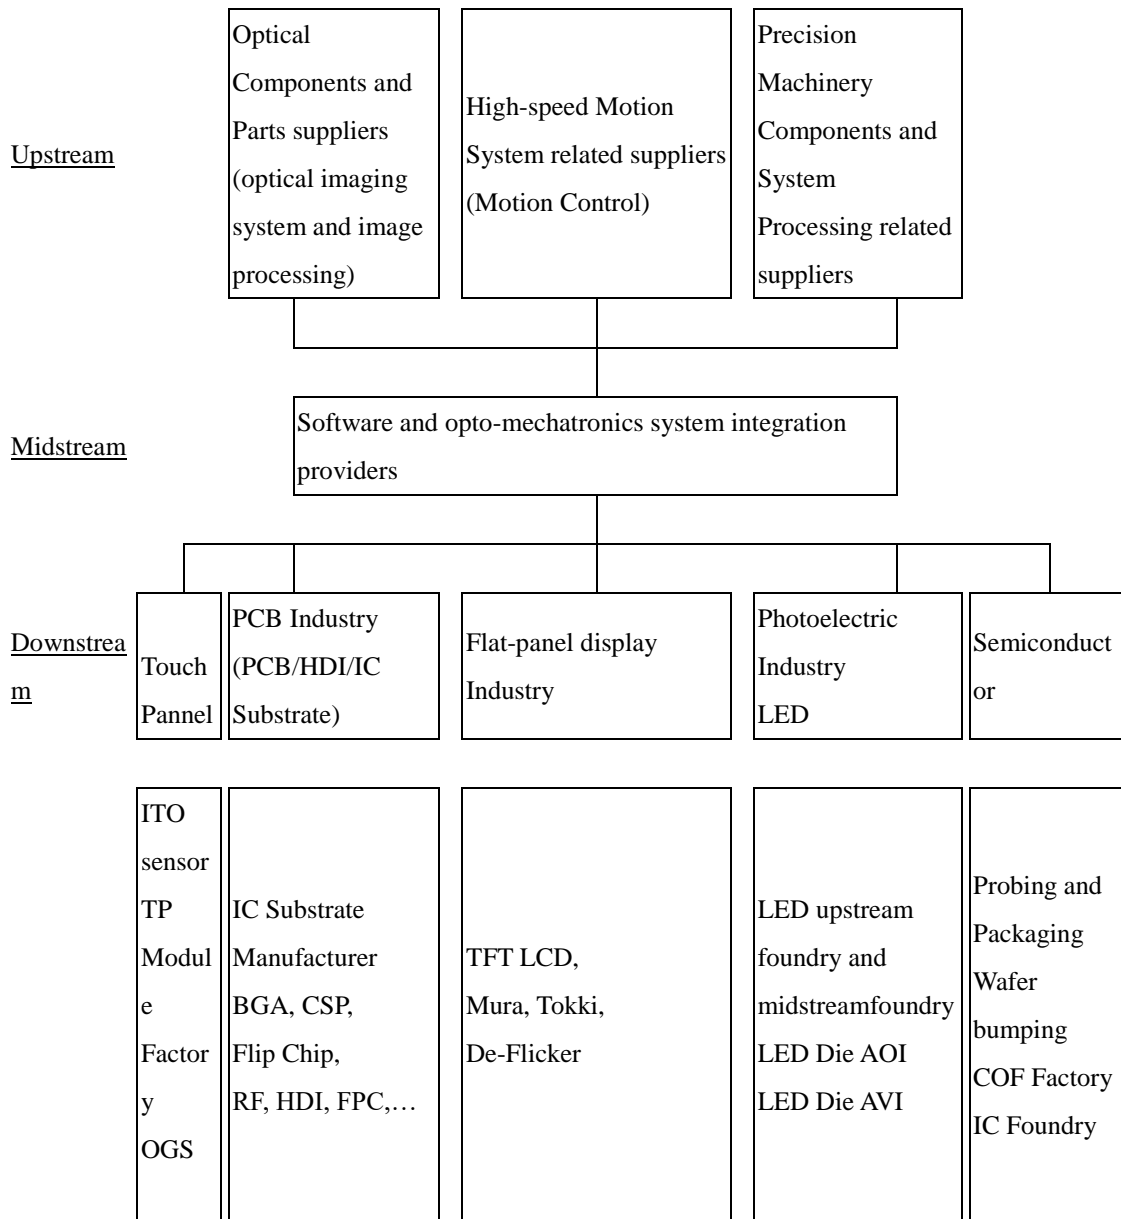 Upstream
Optical
Components and
Parts suppliers
(optical imaging
system and image
processing)
High-speed Motion
System related suppliers
(Motion Control)
Precision
Machinery
Components and
System
Processing related
suppliers
Midstream
Software and opto-mechatronics system integration
providers
Downstrea
m
Touch
Pannel
PCB Industry
(PCB/HDI/IC
Substrate)
Flat-panel display
Industry
Photoelectric
Industry
LED
Semiconduct
or
ITO
sensor
TP
Modul
e
Factor
y
OGS
IC Substrate
Manufacturer
BGA, CSP,
Flip Chip,
RF, HDI, FPC,…
TFT LCD,
Mura, Tokki,
De-Flicker
LED upstream
foundry and
midstreamfoundry
LED Die AOI
LED Die AVI
Probing and
Packaging
Wafer
bumping
COF Factory
IC Foundry